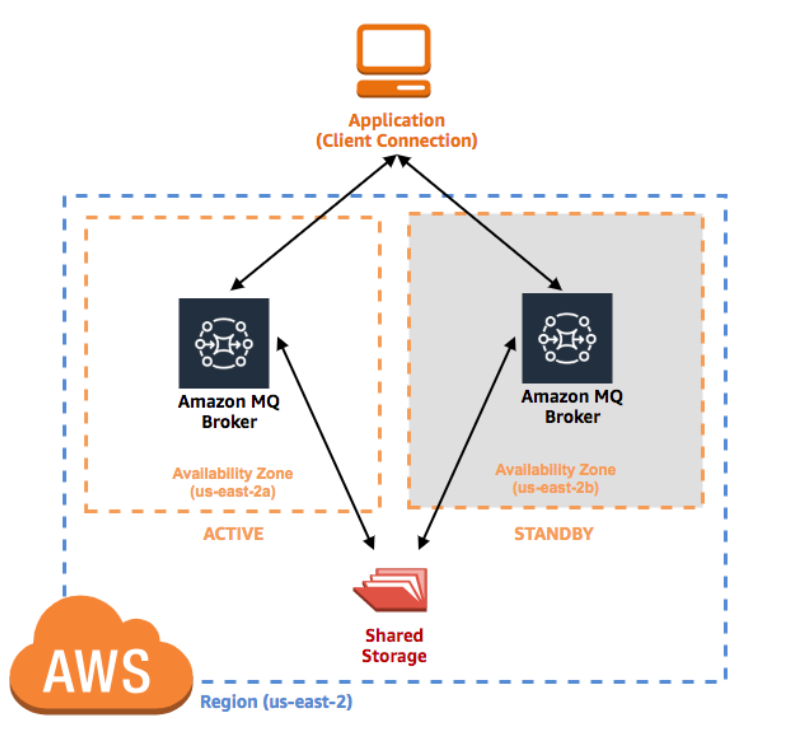 Application
(Client Connection)
Amazon MQ
Broker
Availability Zone
(us-east-2a)
ACTIVE
Amazon MQ
Broker
Availability Zone
(us-east-2b)
STANDBY
Shared
Storage
AWS
Region (us-east-2)